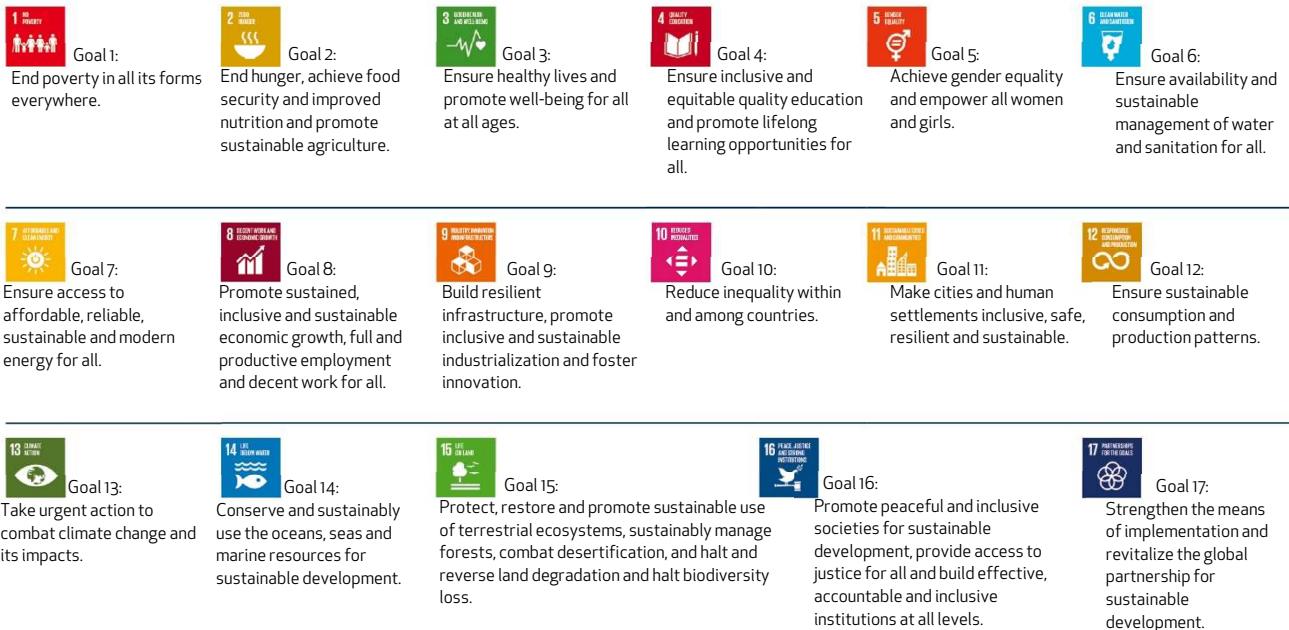 1 NO
POVERTY
Goal 1:
End poverty in all its forms
everywhere.
2 ZERO
HUNGER
Goal 2:
End hunger, achieve food
security and improved
nutrition and promote
sustainable agriculture.
3 GOOD HEALTH
AND WELL-BEING
Goal 3:
Ensure healthy lives and
promote well-being for all
at all ages.
4 QUALITY
EDUCATION
Goal 4:
Ensure inclusive and
equitable quality education
and promote lifelong
learning opportunities for
all.
5 GENDER
EQUALITY
Goal 5:
Achieve gender equality
and empower all women
and girls.
6 CLEAN WATER
AND SANITATION
Goal 6:
Ensure availability and
sustainable
management of water
and sanitation for all.
7 AFFORDABLE AND
CLEAN ENERGY
Goal 7:
Ensure access to
affordable, reliable,
sustainable and modern
energy for all.
8 DECENT WORK AND
ECONOMIC GROWTH
Goal 8:
Promote sustained,
inclusive and sustainable
economic growth, full and
productive employment
and decent work for all.
9 INDUSTRY, INNOVATION
AND INFRASTRUCTURE
Goal 9:
Build resilient
infrastructure, promote
inclusive and sustainable
industrialization and foster
innovation.
10 REDUCED
INEQUALITIES
Goal 10:
Reduce inequality within
and among countries.
11 SUSTAINABLE CITIES
AND COMMUNITIES
Goal 11:
Make cities and human
settlements inclusive, safe,
resilient and sustainable.
12 RESPONSIBLE
CONSUMPTION
AND PRODUCTION
Goal 12:
Ensure sustainable
consumption and
production patterns.
13 CLIMATE
ACTION
Goal 13:
Take urgent action to
combat climate change and
its impacts.
14 LIFE
BELOW WATER
Goal 14:
Conserve and sustainably
use the oceans, seas and
marine resources for
sustainable development.
15 LIFE
ON LAND
Goal 15:
Protect, restore and promote sustainable use
of terrestrial ecosystems, sustainably manage
forests, combat desertification, and halt and
reverse land degradation and halt biodiversity
loss.
16 PEACE, JUSTICE
AND STRONG
INSTITUTIONS
Goal 16:
Promote peaceful and inclusive
societies for sustainable
development, provide access to
justice for all and build effective,
accountable and inclusive
institutions at all levels.
17 PARTNERSHIPS
FOR THE GOALS
Goal 17:
Strengthen the means
of implementation and
revitalize the global
partnership for
sustainable
development.